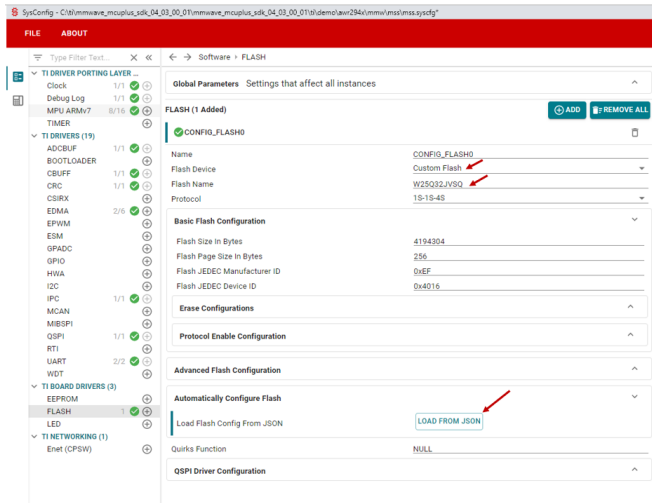 SysConfig - C:\ti\mmwave_mcuplus_sdk_04_03_00_01\mmwave_mcuplus_sdk_04_03_00_01\ti\demo\awr294x\mmw\mss\mss.syscfg*
FILE ABOUT
Type Filter Text... X «
← → Software › FLASH
TI DRIVER PORTING LAYER ...
Clock 1/1
Debug Log 1/1
MPU ARMv7 8/16
TIMER
TI DRIVERS (19)
ADCBUF 1/1
BOOTLOADER
CBUFF 1/1
CRC 1/1
CSIRX
EDMA 2/6
EPWM
ESM
GPADC
GPIO
HWA
I2C
IPC 1/1
MCAN
MIBSPI
QSPI 1/1
RTI
UART 2/2
WDT
TI BOARD DRIVERS (3)
EEPROM
FLASH 1
LED
TI NETWORKING (1)
Enet (CPSW)
Global Parameters Settings that affect all instances
FLASH (1 Added) ADD REMOVE ALL
CONFIG_FLASH0
Name CONFIG_FLASH0
Flash Device Custom Flash
Flash Name W25Q32JVSQ
Protocol 1S-1S-4S
Basic Flash Configuration
Flash Size In Bytes 4194304
Flash Page Size In Bytes 256
Flash JEDEC Manufacturer ID 0xEF
Flash JEDEC Device ID 0x4016
Erase Configurations
Protocol Enable Configuration
Advanced Flash Configuration
Automatically Configure Flash
Load Flash Config From JSON LOAD FROM JSON
Quirks Function NULL
QSPI Driver Configuration